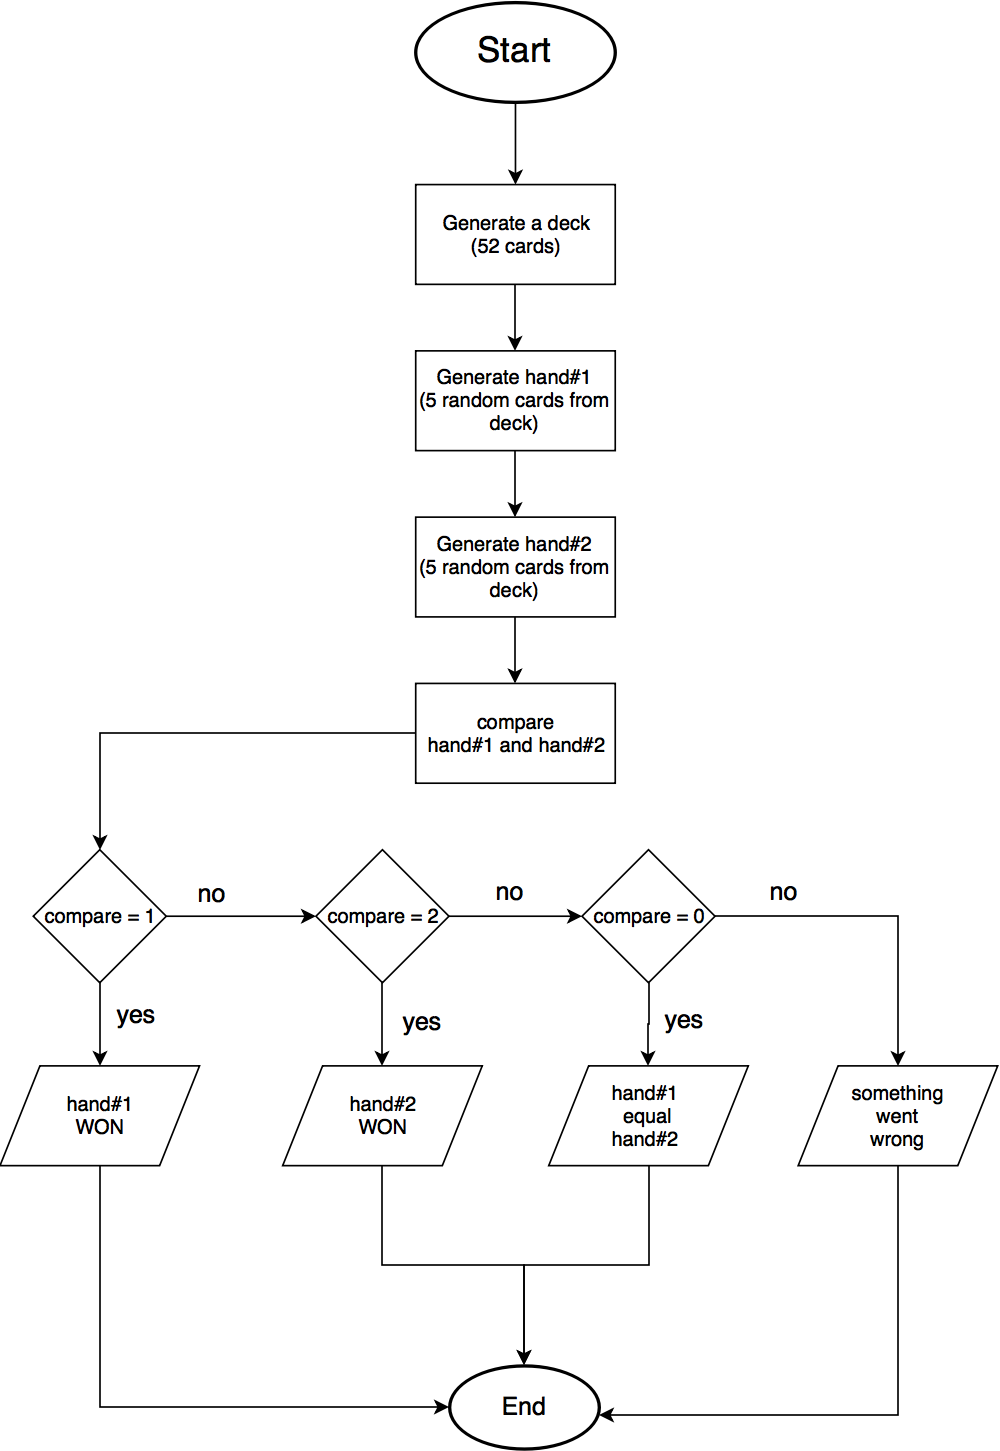 Start
Generate a deck
(52 cards)
Generate hand#1
(5 random cards from
deck)
Generate hand#2
(5 random cards from
deck)
compare
hand#1 and hand#2
compare = 1
no
compare = 2
no
compare = 0
no
yes
yes
yes
hand#1
WON
hand#2
WON
hand#1
equal
hand#2
something
went
wrong
End